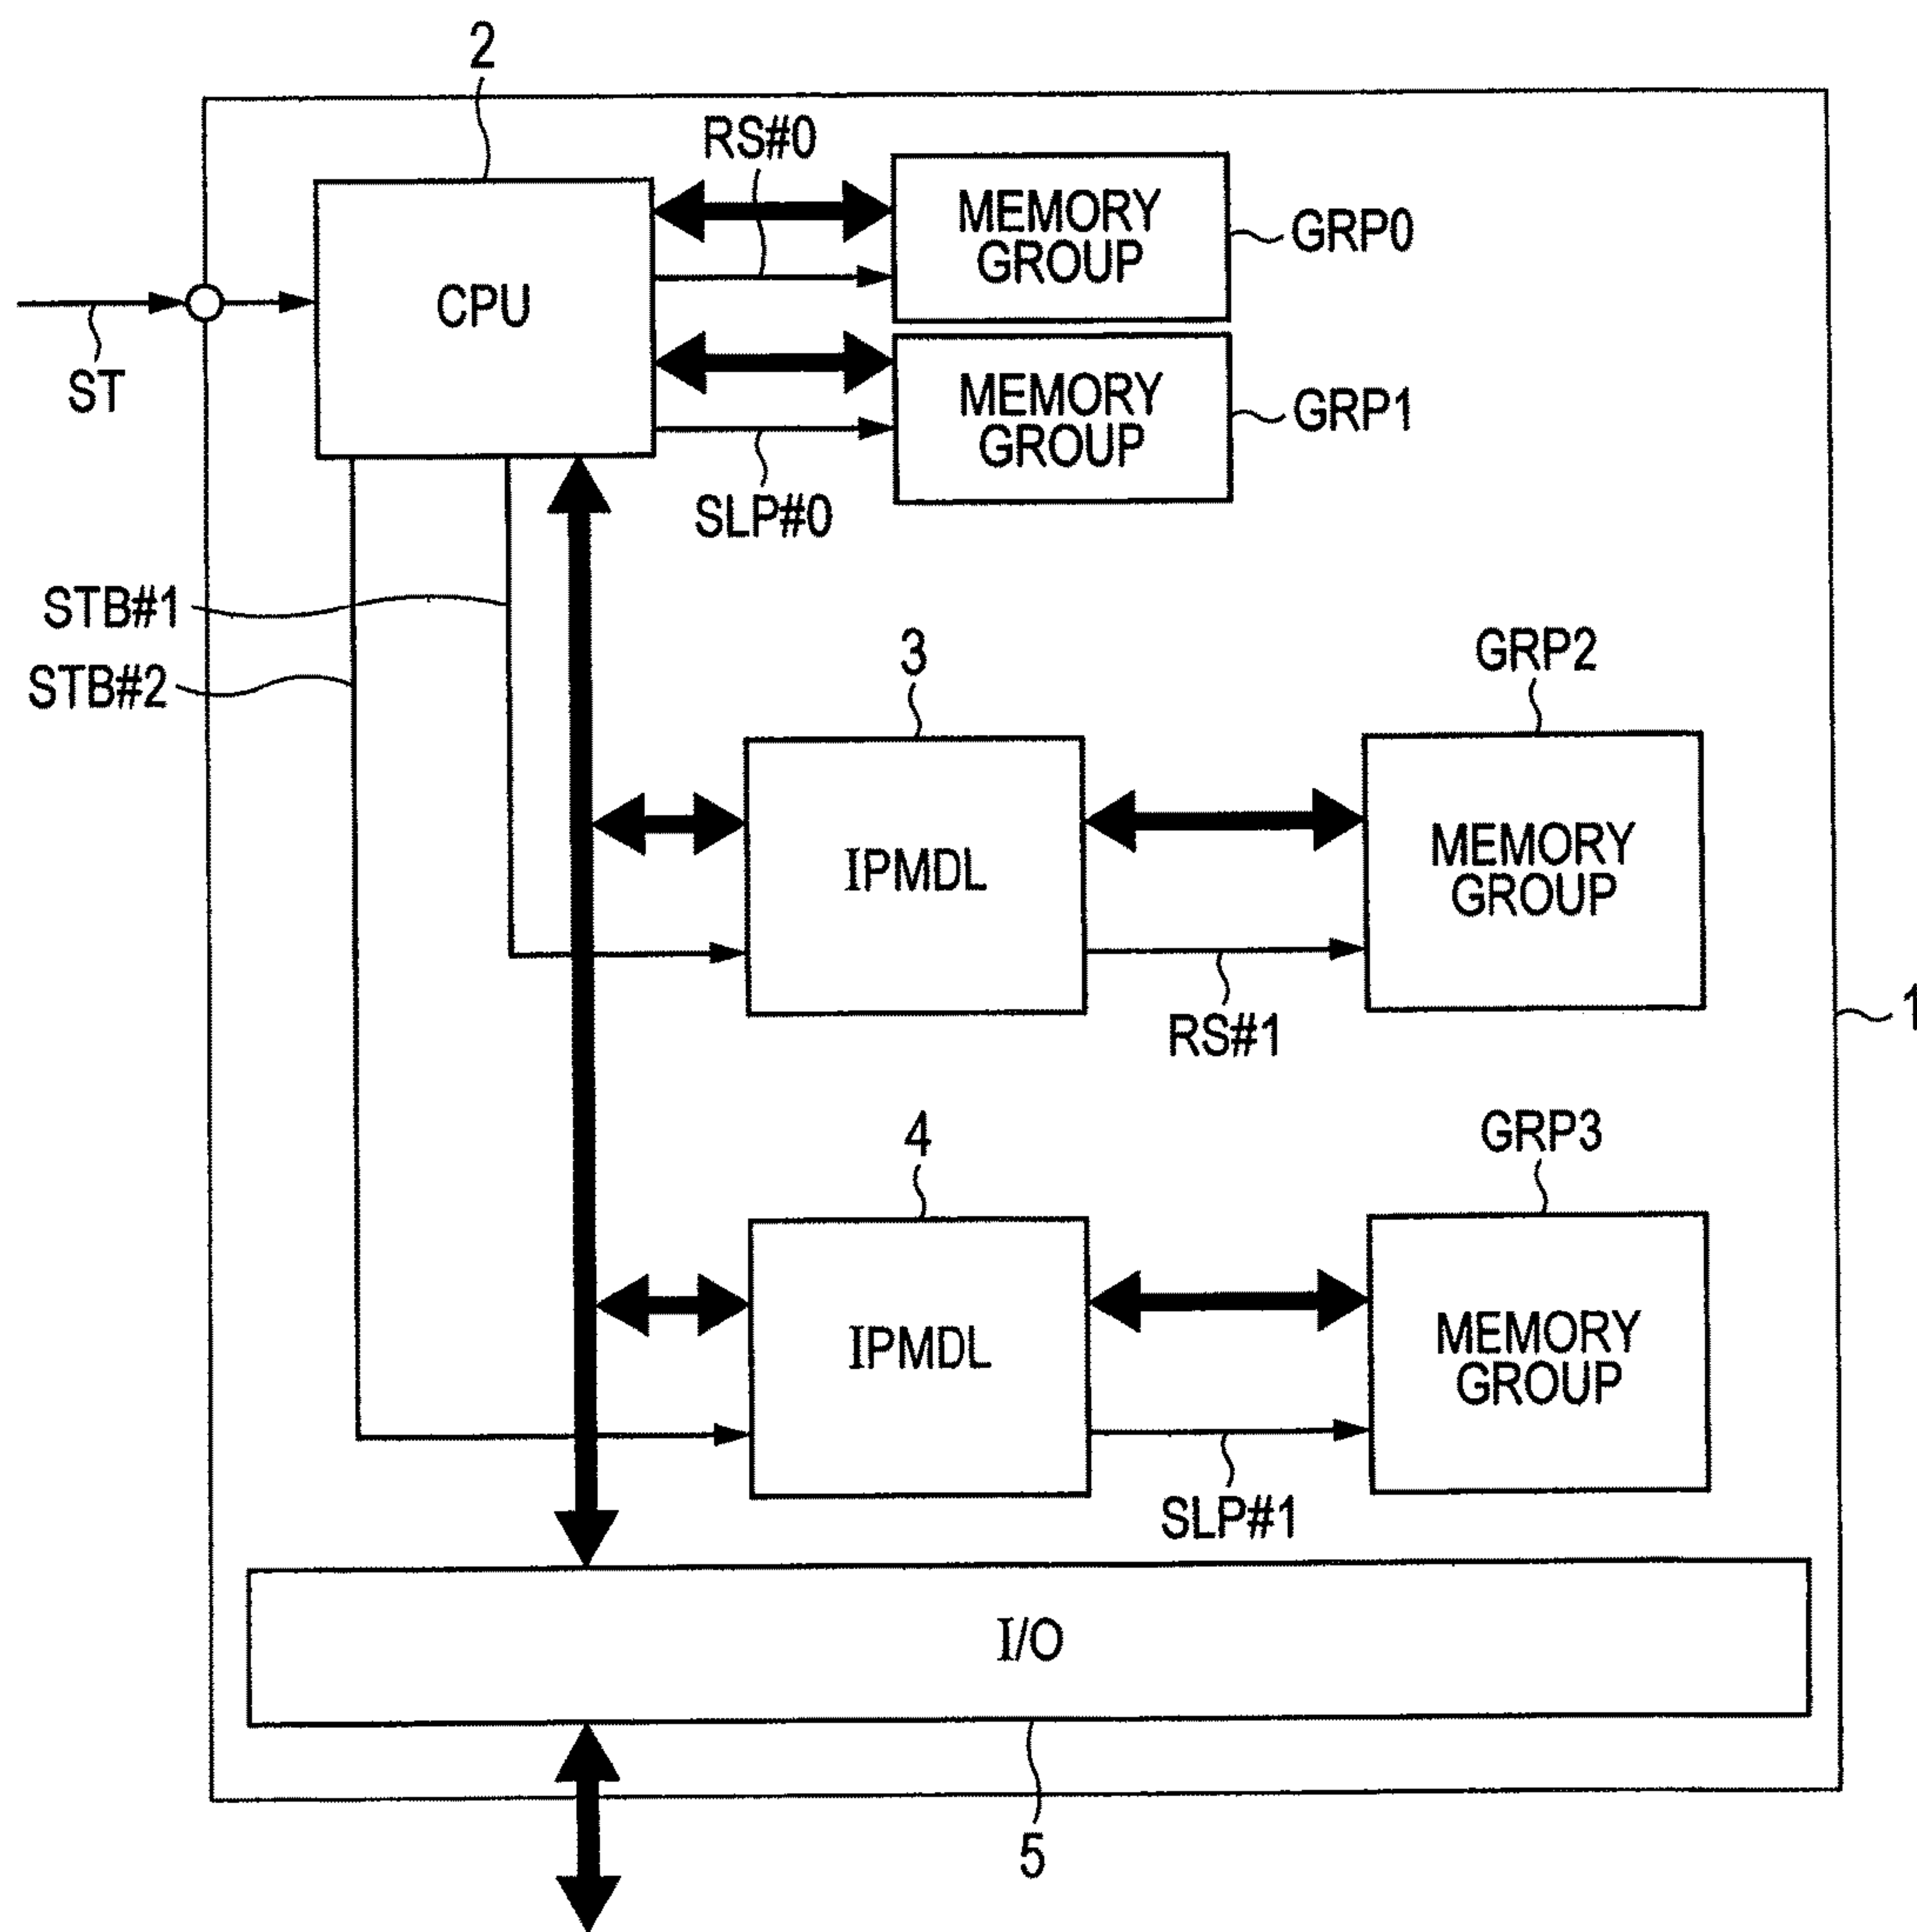 2
RS#0
MEMORY
GROUP
GRP0
CPU
ST
MEMORY
GROUP
GRP1
SLP#0
STB#1
STB#2
3
GRP2
IPMDL
MEMORY
GROUP
RS#1
1
4
GRP3
IPMDL
MEMORY
GROUP
SLP#1
I/O
5